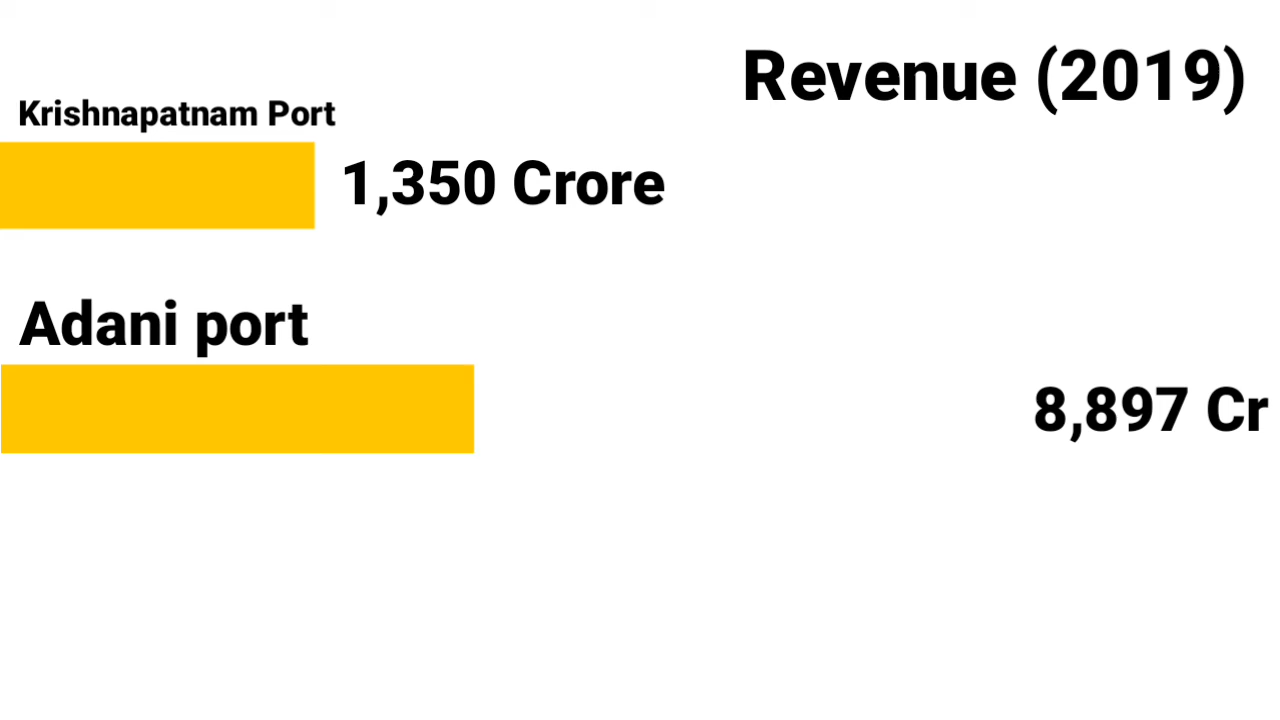 Revenue (2019)
Krishnapatnam Port
1,350 Crore
Adani port
8,897 Cr